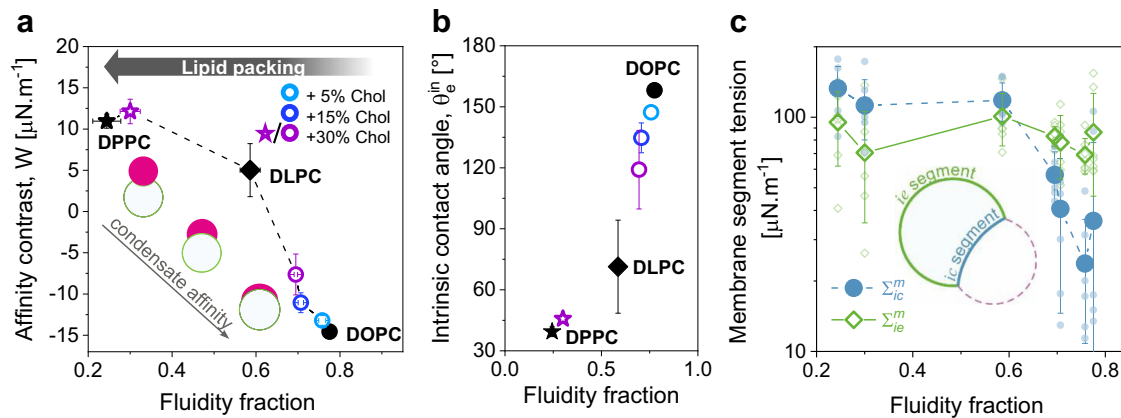 a
Affinity contrast, W [µN.m⁻¹]
20
15
10
5
0
-5
-10
-15
Lipid packing
+ 5% Chol
+15% Chol
/ +30% Chol
DPPC
DLPC
DOPC
condensate affinity
0.2 0.4 0.6 0.8
Fluidity fraction
b
Intrinsic contact angle, θₑⁱⁿ [°]
180
150
120
90
60
30
DOPC
DLPC
DPPC
0.0 0.5 1.0
Fluidity fraction
c
Membrane segment tension
[µN.m⁻¹]
100
10
ie segment
ic segment
Σᵐic
Σᵐie
0.2 0.4 0.6 0.8
Fluidity fraction